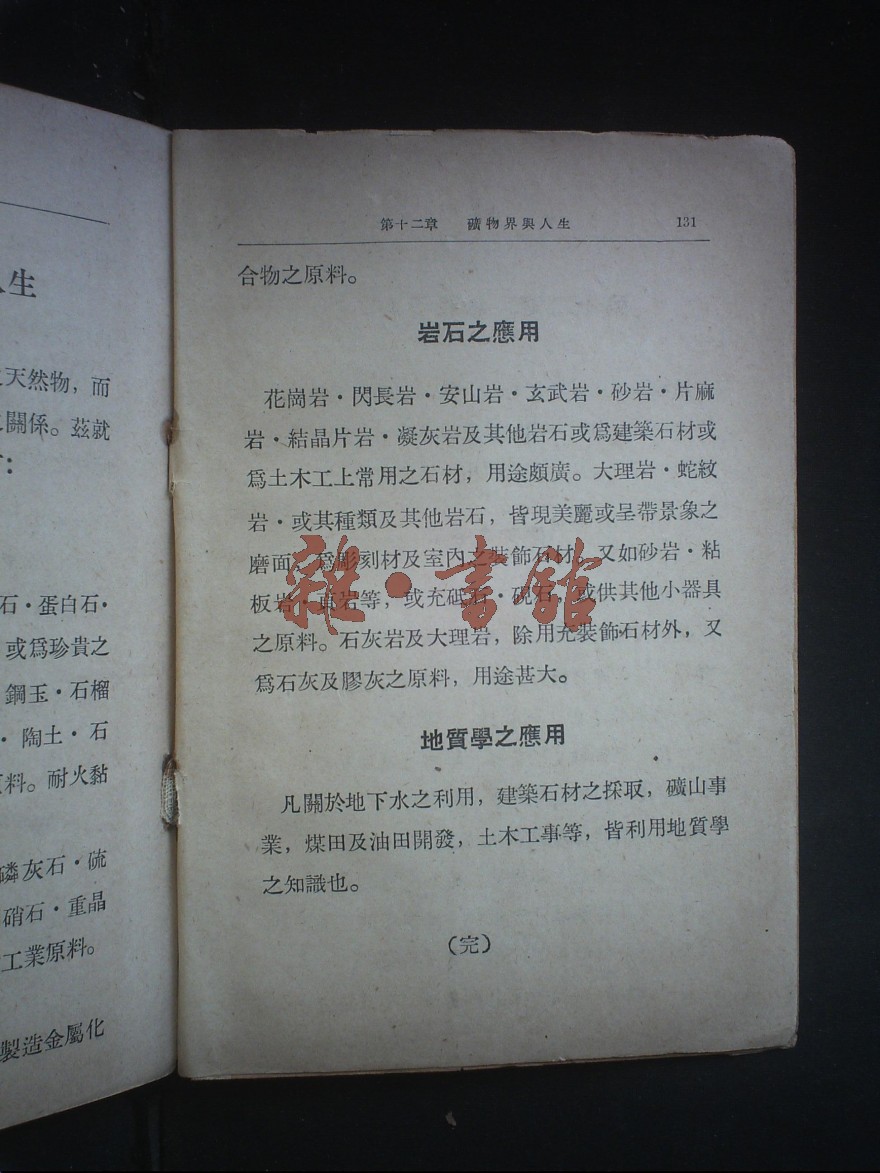 人生
之天然物，而
之關係。茲就
：
石·蛋白石·
或爲珍貴之
鋼玉·石榴
·陶土·石
料。耐火黏
磷灰石·硫
硝石·重晶
工業原料。
製造金屬化
第十二章　礦物界與人生　131
合物之原料。
岩石之應用
花崗岩·閃長岩·安山岩·玄武岩·砂岩·片麻
岩·結晶片岩·凝灰岩及其他岩石或爲建築石材或
爲土木工上常用之石材，用途頗廣。大理岩·蛇紋
岩·或其種類及其他岩石，皆現美麗或呈帶景象之
磨面，爲彫刻材及室內之裝飾石材。又如砂岩·粘
板岩·頁岩等，或充砥石·硯石，或供其他小器具
之原料。石灰岩及大理岩，除用充裝飾石材外，又
爲石灰及膠灰之原料，用途甚大。
地質學之應用
凡關於地下水之利用，建築石材之採取，礦山事
業，煤田及油田開發，土木工事等，皆利用地質學
之知識也。
（完）
雜·書館